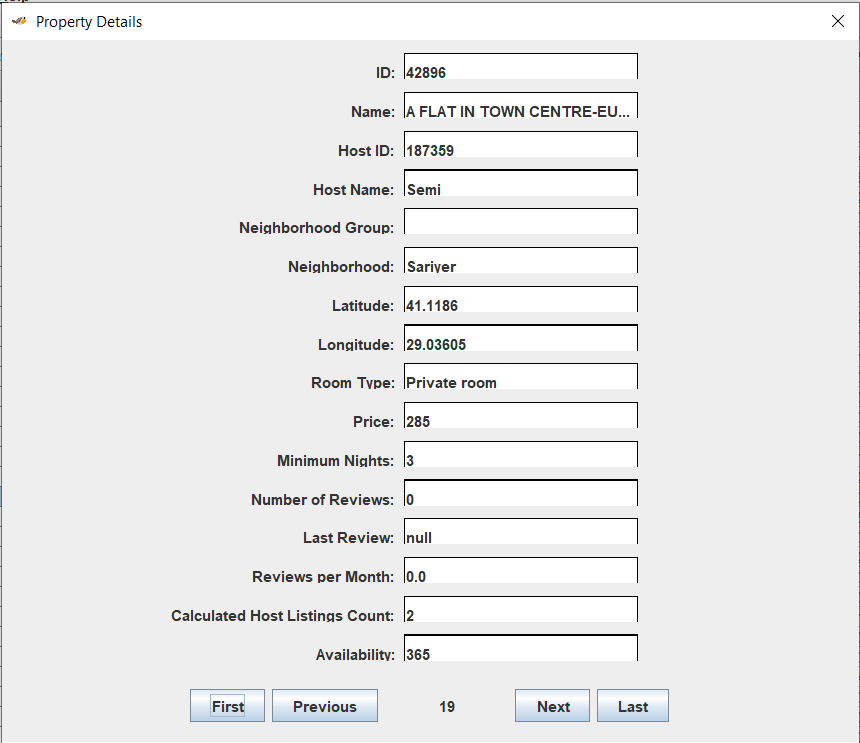 Property Details
ID: 42896
Name: A FLAT IN TOWN CENTRE-EU...
Host ID: 187359
Host Name: Semi
Neighborhood Group:
Neighborhood: Sariyer
Latitude: 41.1186
Longitude: 29.03605
Room Type: Private room
Price: 285
Minimum Nights: 3
Number of Reviews: 0
Last Review: null
Reviews per Month: 0.0
Calculated Host Listings Count: 2
Availability: 365
First Previous 19 Next Last